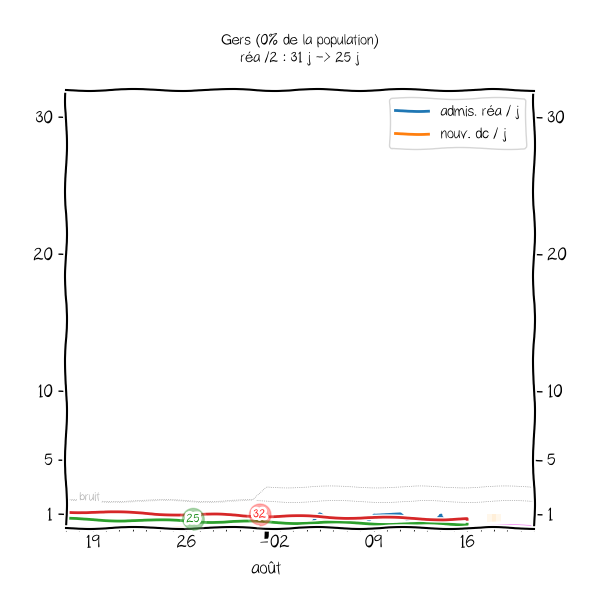 Gers (0% de la population)
réa /2 : 31 j -> 25 j
admis. réa / j
nouv. dc / j
30 30
20 20
10 10
5 5
bruit
1 1
25 32
19 26 02 09 16
août